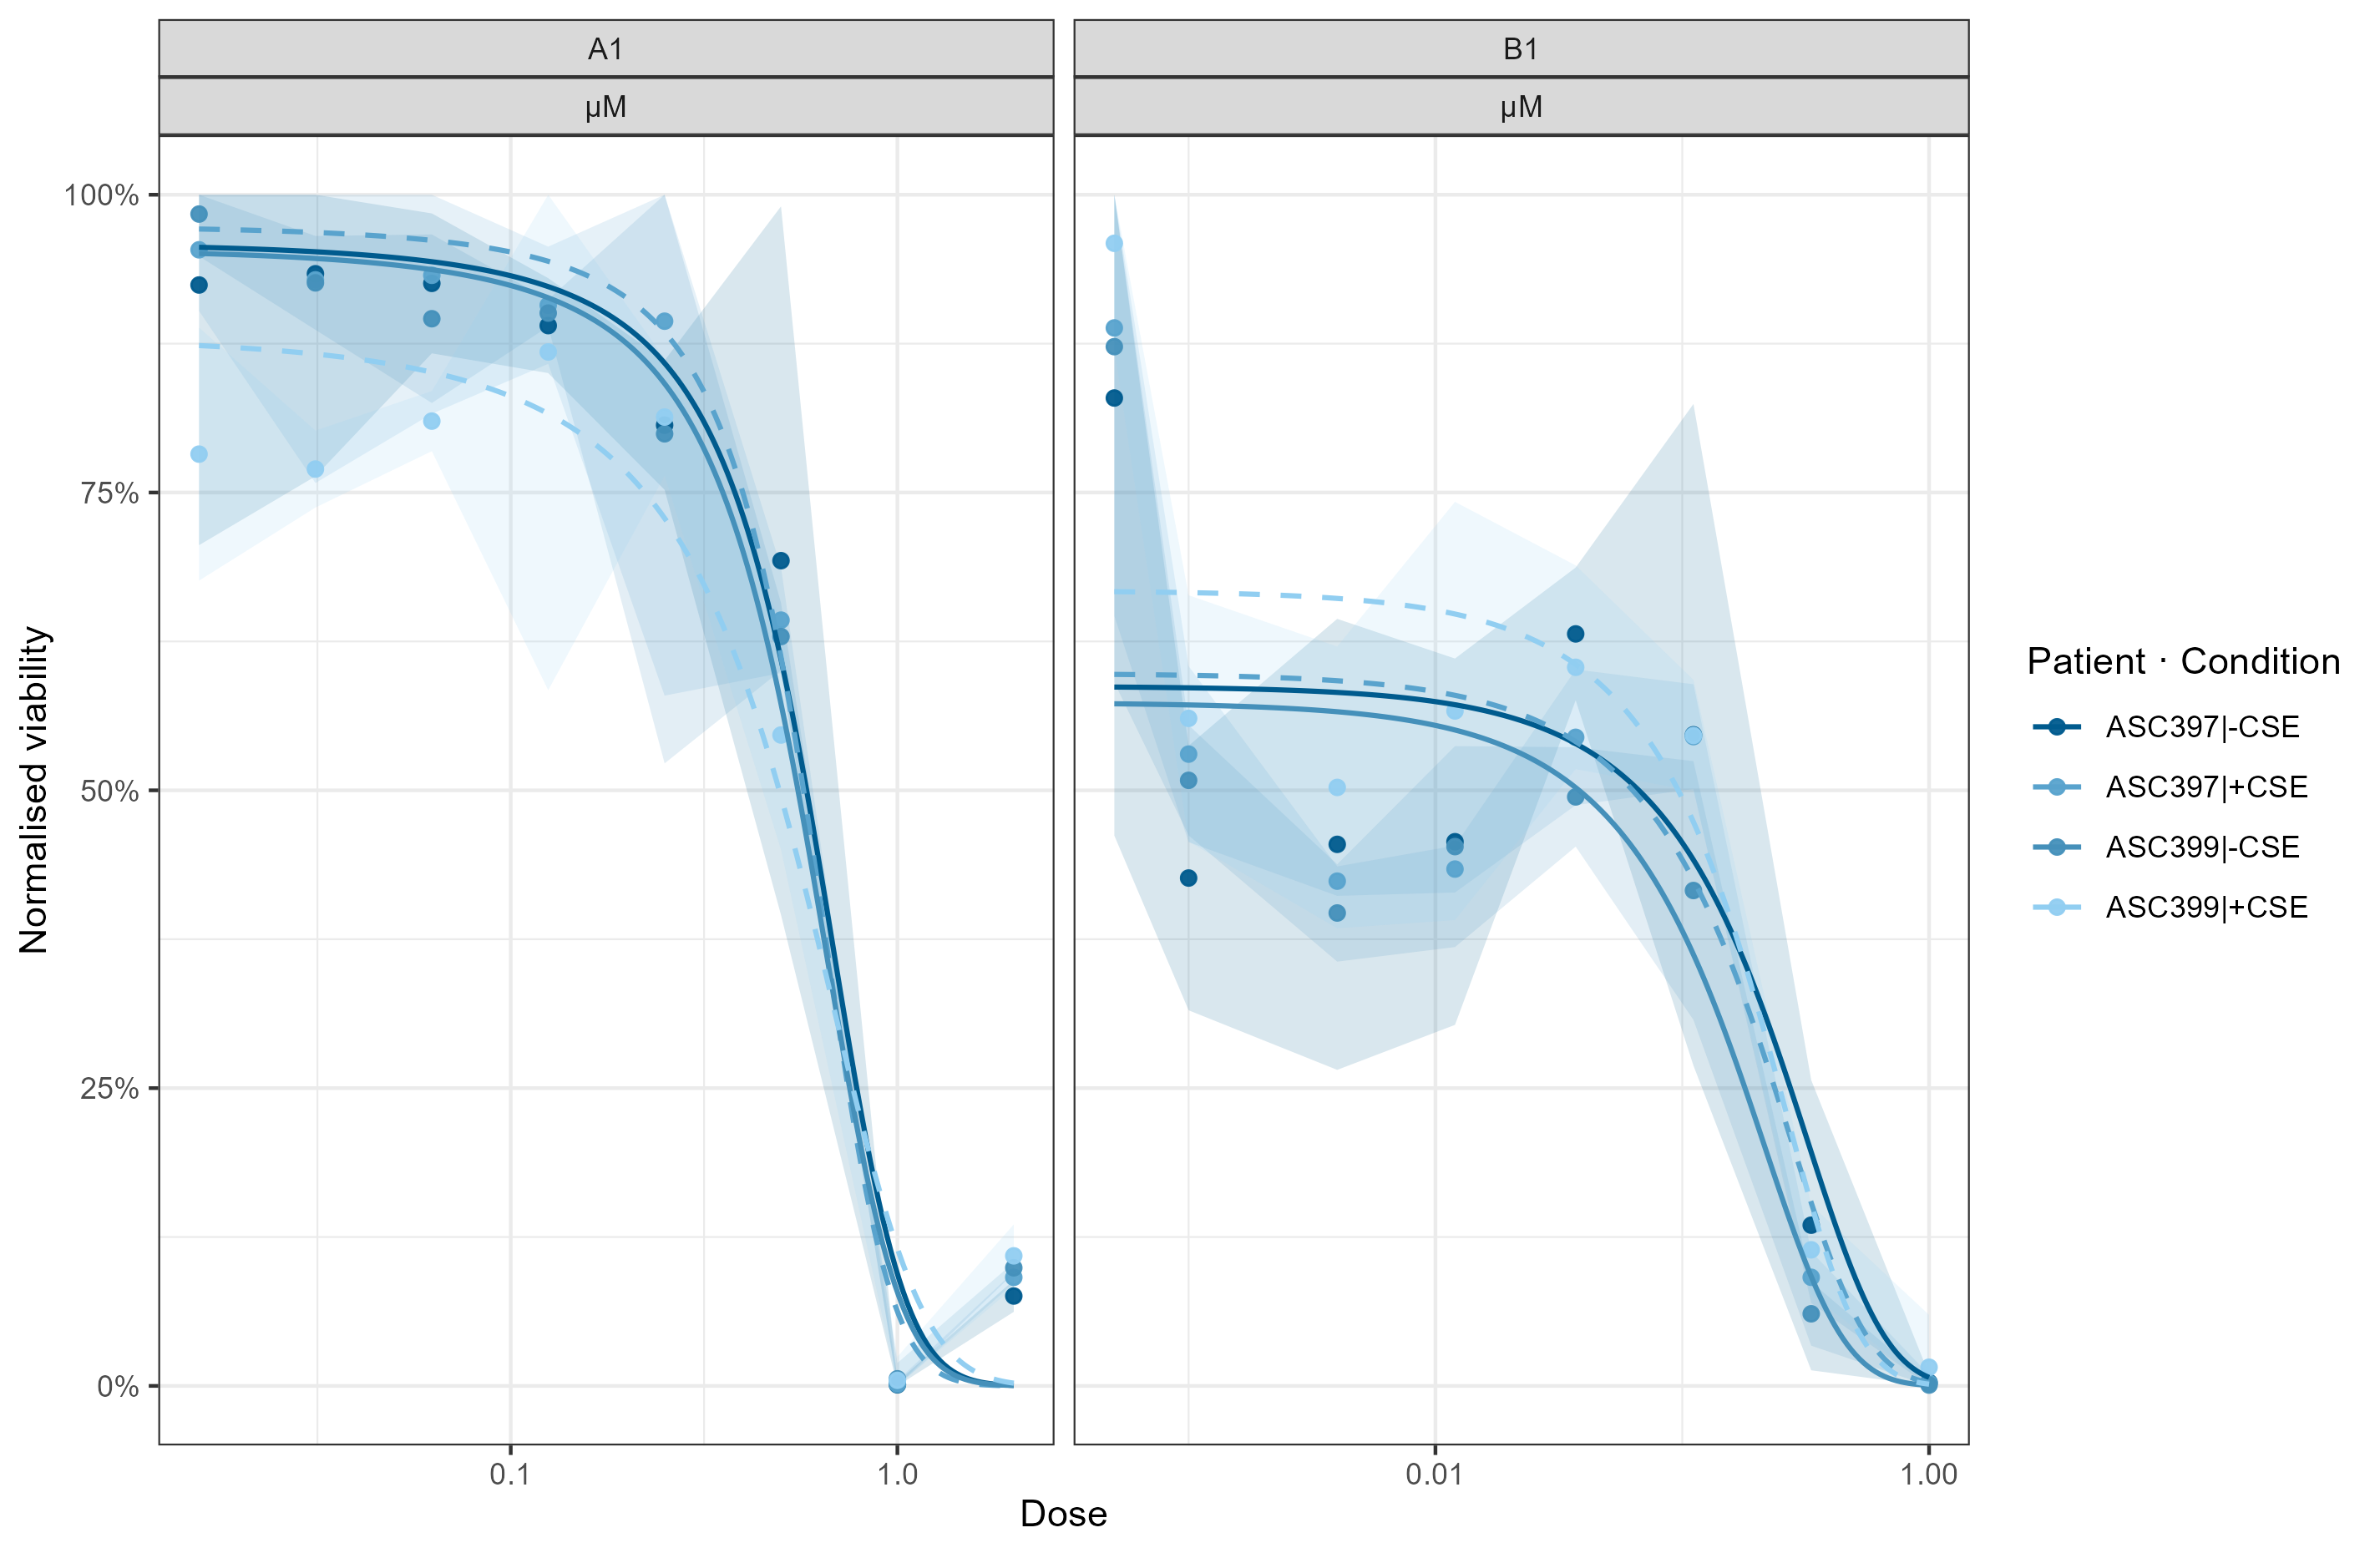 A1
B1
µM
µM
100%
75%
50%
25%
0%
Normalised viability
0.1
1.0
0.01
1.00
Dose
Patient · Condition
ASC397|-CSE
ASC397|+CSE
ASC399|-CSE
ASC399|+CSE